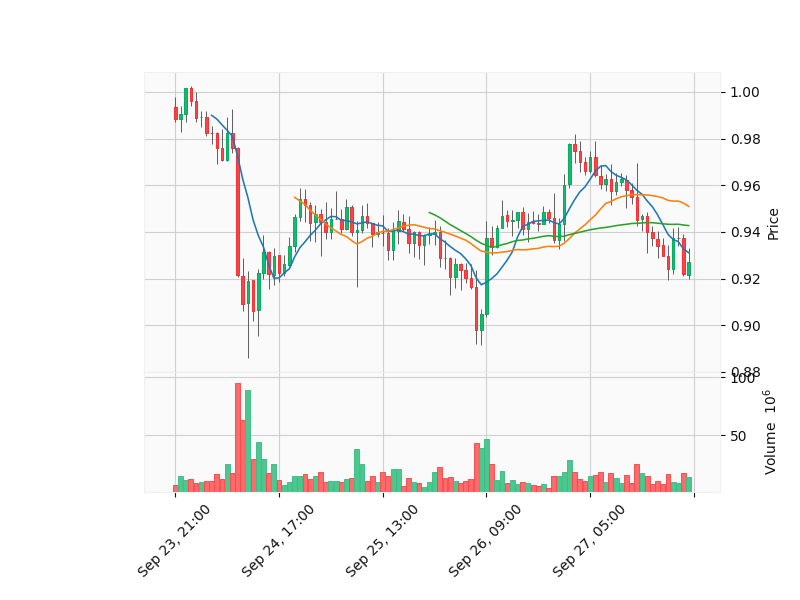 1.00
0.98
0.96
0.94
0.92
0.90
0.88
Price
100
50
Volume 10⁶
Sep 23, 21:00
Sep 24, 17:00
Sep 25, 13:00
Sep 26, 09:00
Sep 27, 05:00